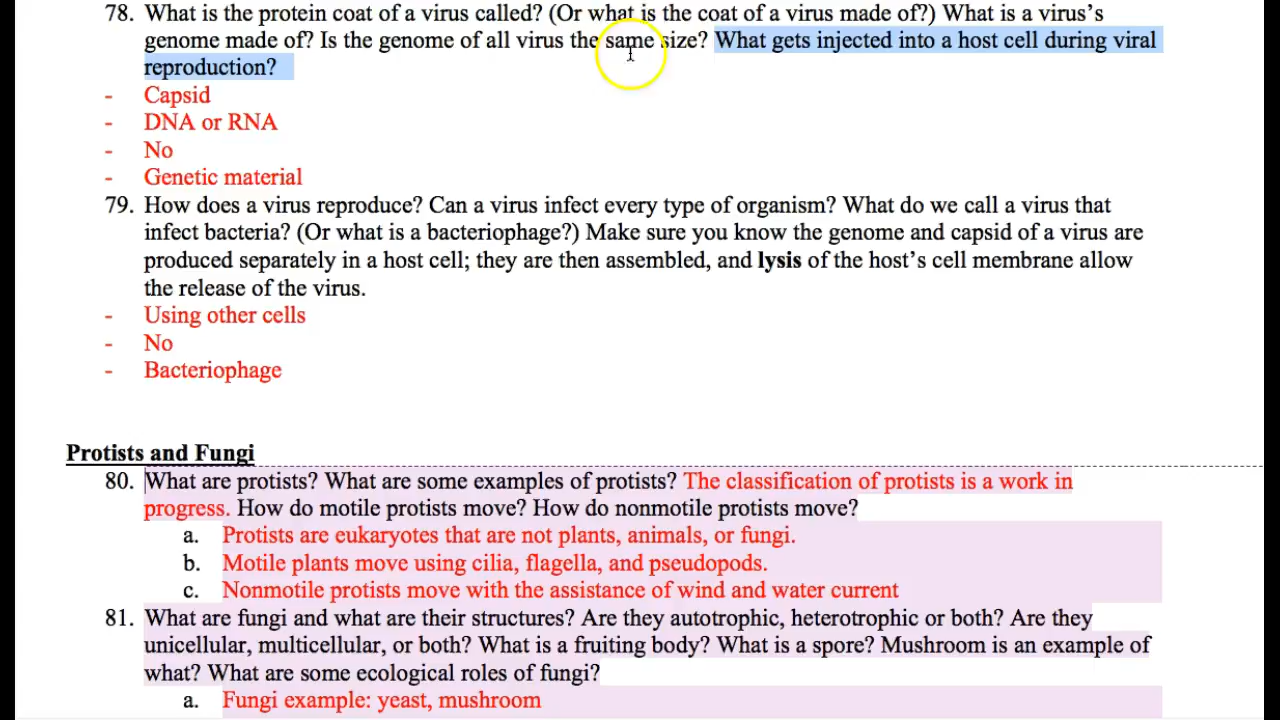 78. What is the protein coat of a virus called? (Or what is the coat of a virus made of?) What is a virus's
genome made of? Is the genome of all virus the same size? What gets injected into a host cell during viral
reproduction?
- Capsid
- DNA or RNA
- No
- Genetic material
79. How does a virus reproduce? Can a virus infect every type of organism? What do we call a virus that
infect bacteria? (Or what is a bacteriophage?) Make sure you know the genome and capsid of a virus are
produced separately in a host cell; they are then assembled, and lysis of the host's cell membrane allow
the release of the virus.
- Using other cells
- No
- Bacteriophage
Protists and Fungi
80. What are protists? What are some examples of protists? The classification of protists is a work in
progress. How do motile protists move? How do nonmotile protists move?
a. Protists are eukaryotes that are not plants, animals, or fungi.
b. Motile plants move using cilia, flagella, and pseudopods.
c. Nonmotile protists move with the assistance of wind and water current
81. What are fungi and what are their structures? Are they autotrophic, heterotrophic or both? Are they
unicellular, multicellular, or both? What is a fruiting body? What is a spore? Mushroom is an example of
what? What are some ecological roles of fungi?
a. Fungi example: yeast, mushroom